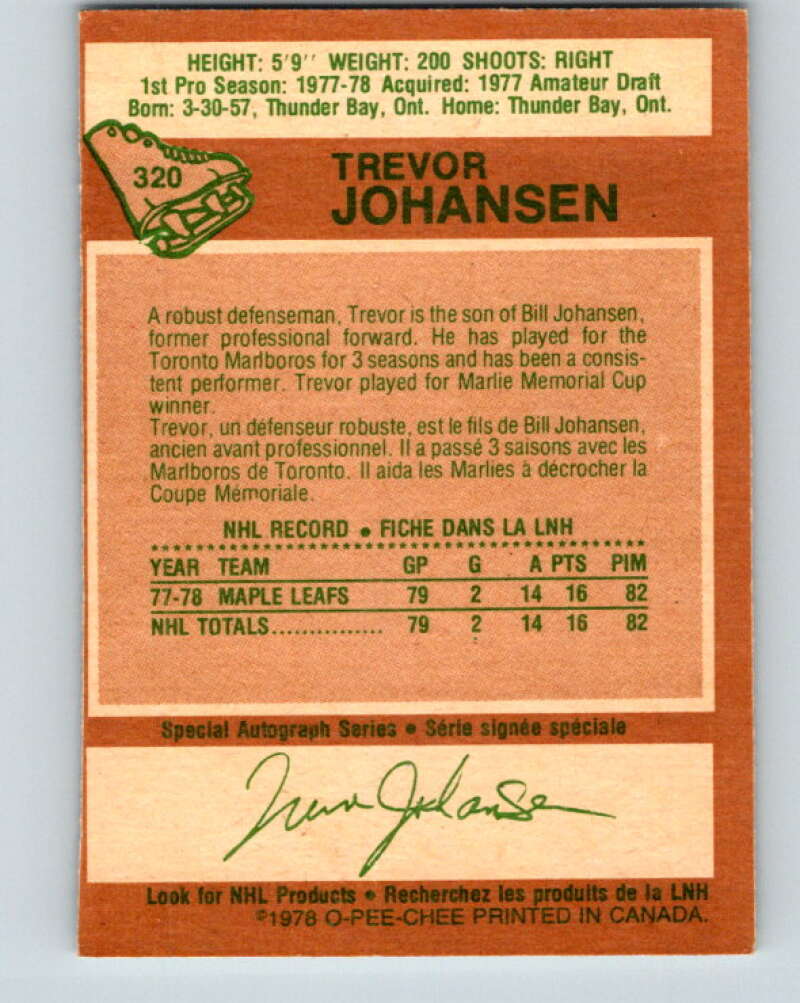 HEIGHT: 5'9'' WEIGHT: 200 SHOOTS: RIGHT
1st Pro Season: 1977-78 Acquired: 1977 Amateur Draft
Born: 3-30-57, Thunder Bay, Ont. Home: Thunder Bay, Ont.
320
TREVOR
JOHANSEN
A robust defenseman, Trevor is the son of Bill Johansen,
former professional forward. He has played for the
Toronto Marlboros for 3 seasons and has been a consis-
tent performer. Trevor played for Marlie Memorial Cup
winner.
Trevor, un défenseur robuste, est le fils de Bill Johansen,
ancien avant professionnel. Il a passé 3 saisons avec les
Marlboros de Toronto. Il aida les Marlies à décrocher la
Coupe Mémoriale.
NHL RECORD • FICHE DANS LA LNH
YEAR TEAM GP G A PTS PIM
77-78 MAPLE LEAFS 79 2 14 16 82
NHL TOTALS............... 79 2 14 16 82
Special Autograph Series • Série signée spéciale
Trevor Johansen
Look for NHL Products • Recherchez les produits de la LNH
©1978 O-PEE-CHEE PRINTED IN CANADA.